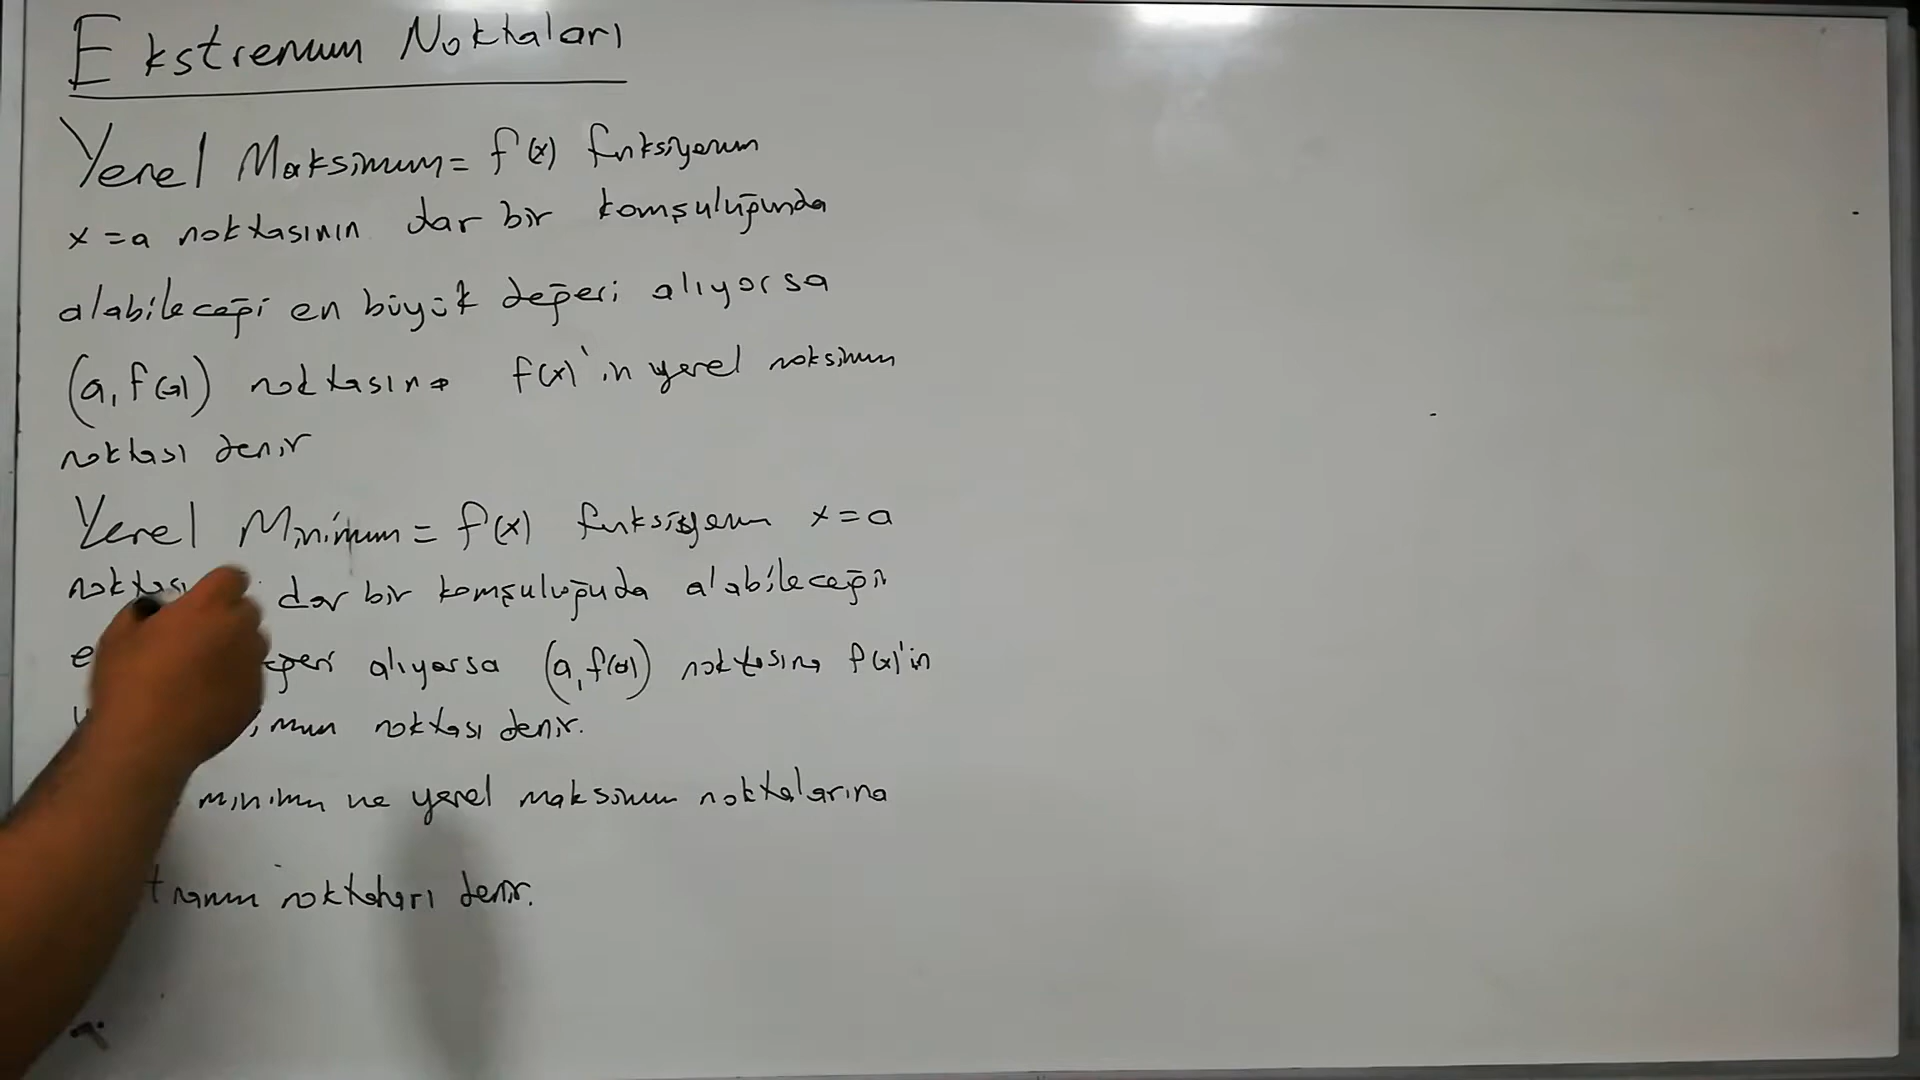 Ekstremum Noktaları
Yerel Maksimum = f(x) fonksiyonun
x = a noktasının dar bir komşuluğunda
alabileceği en büyük değeri alıyorsa
(a, f(a)) noktasına f(x)'in yerel maksimum
noktası denir
Yerel Minimum = f(x) fonksiyonun x = a
dar bir komşuluğuda alabileceği
alıyorsa (a, f(a)) noktasına f(x)'in
noktası denir.
minimum ve yerel maksimum noktalarına
noktaları denir.